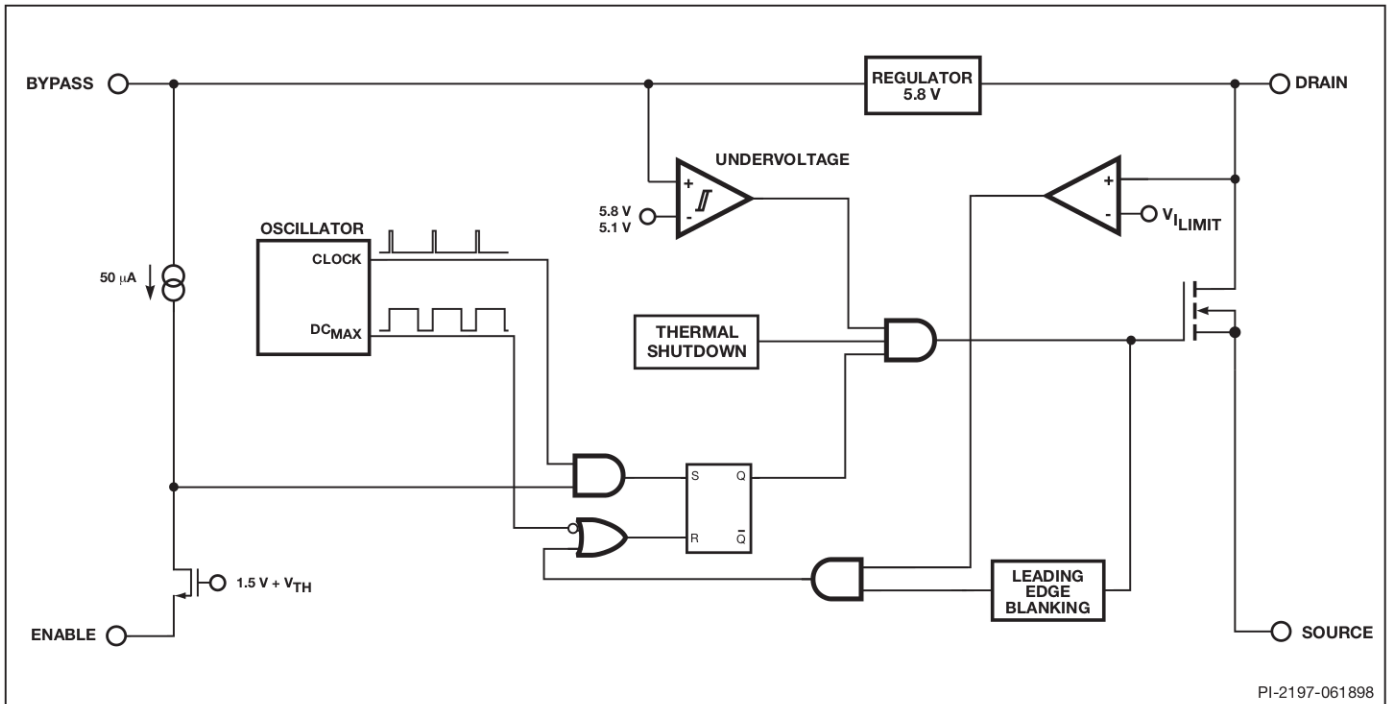 BYPASS
REGULATOR
5.8 V
DRAIN
UNDERVOLTAGE
+
-
5.8 V
5.1 V
+
-
VILIMIT
OSCILLATOR
CLOCK
DCMAX
50 µA
THERMAL
SHUTDOWN
S
Q
R
Q̅
1.5 V + VTH
LEADING
EDGE
BLANKING
ENABLE
SOURCE
PI-2197-061898